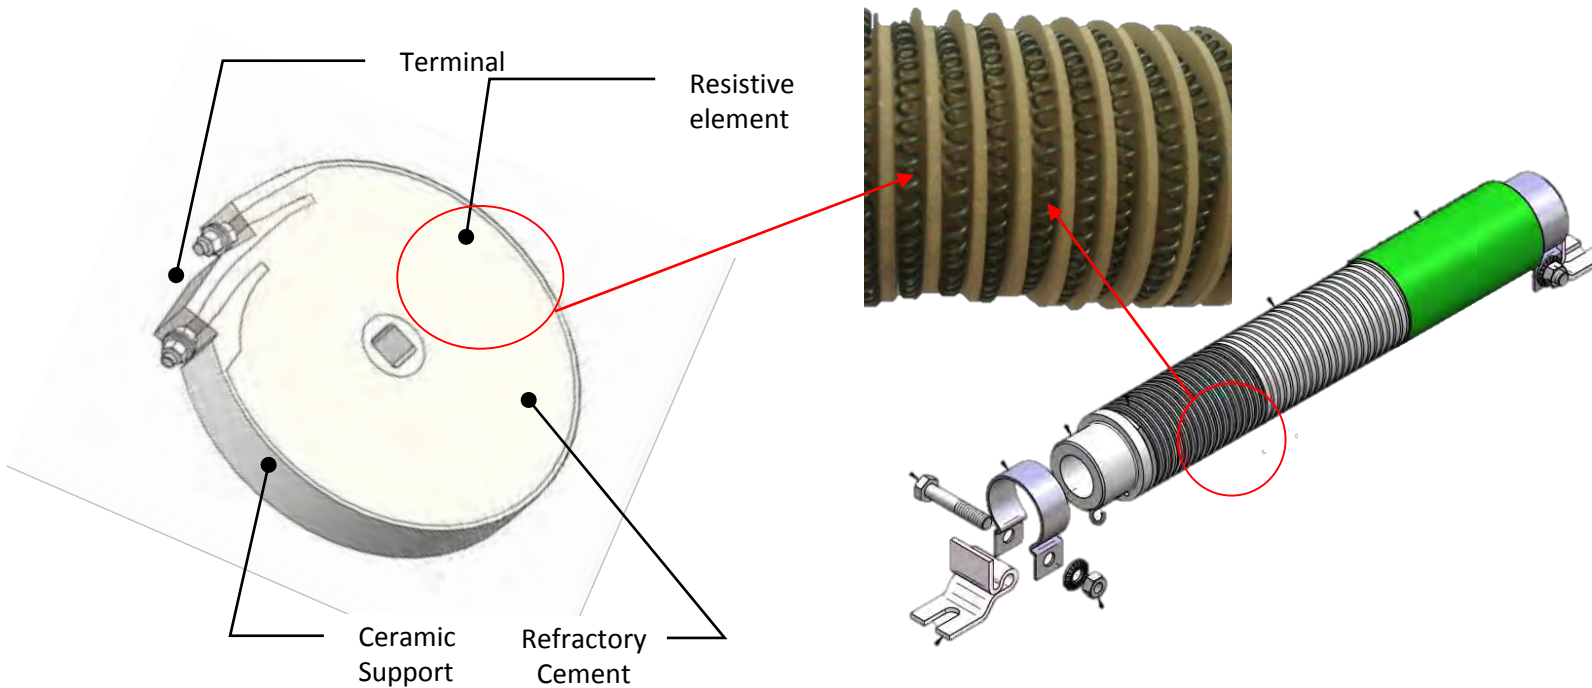 Terminal
Resistive
element
Ceramic
Support
Refractory
Cement